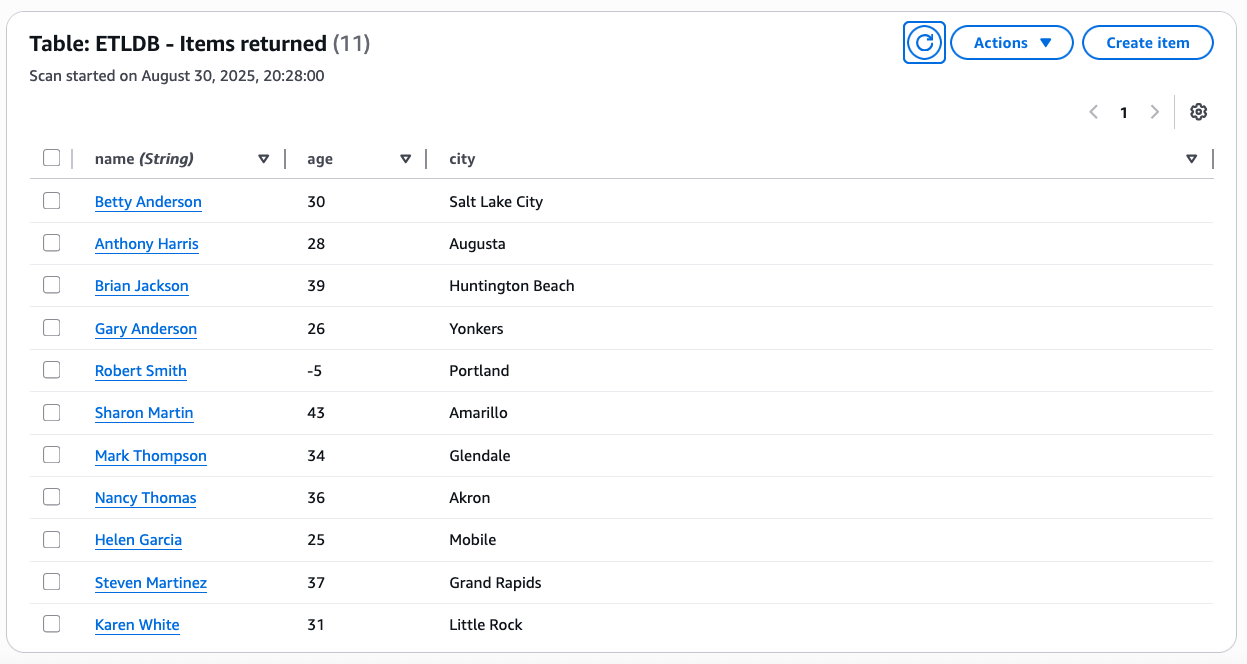 Table: ETLDB - Items returned (11)
Actions
Create item
Scan started on August 30, 2025, 20:28:00
1
name (String) age city
Betty Anderson 30 Salt Lake City
Anthony Harris 28 Augusta
Brian Jackson 39 Huntington Beach
Gary Anderson 26 Yonkers
Robert Smith -5 Portland
Sharon Martin 43 Amarillo
Mark Thompson 34 Glendale
Nancy Thomas 36 Akron
Helen Garcia 25 Mobile
Steven Martinez 37 Grand Rapids
Karen White 31 Little Rock